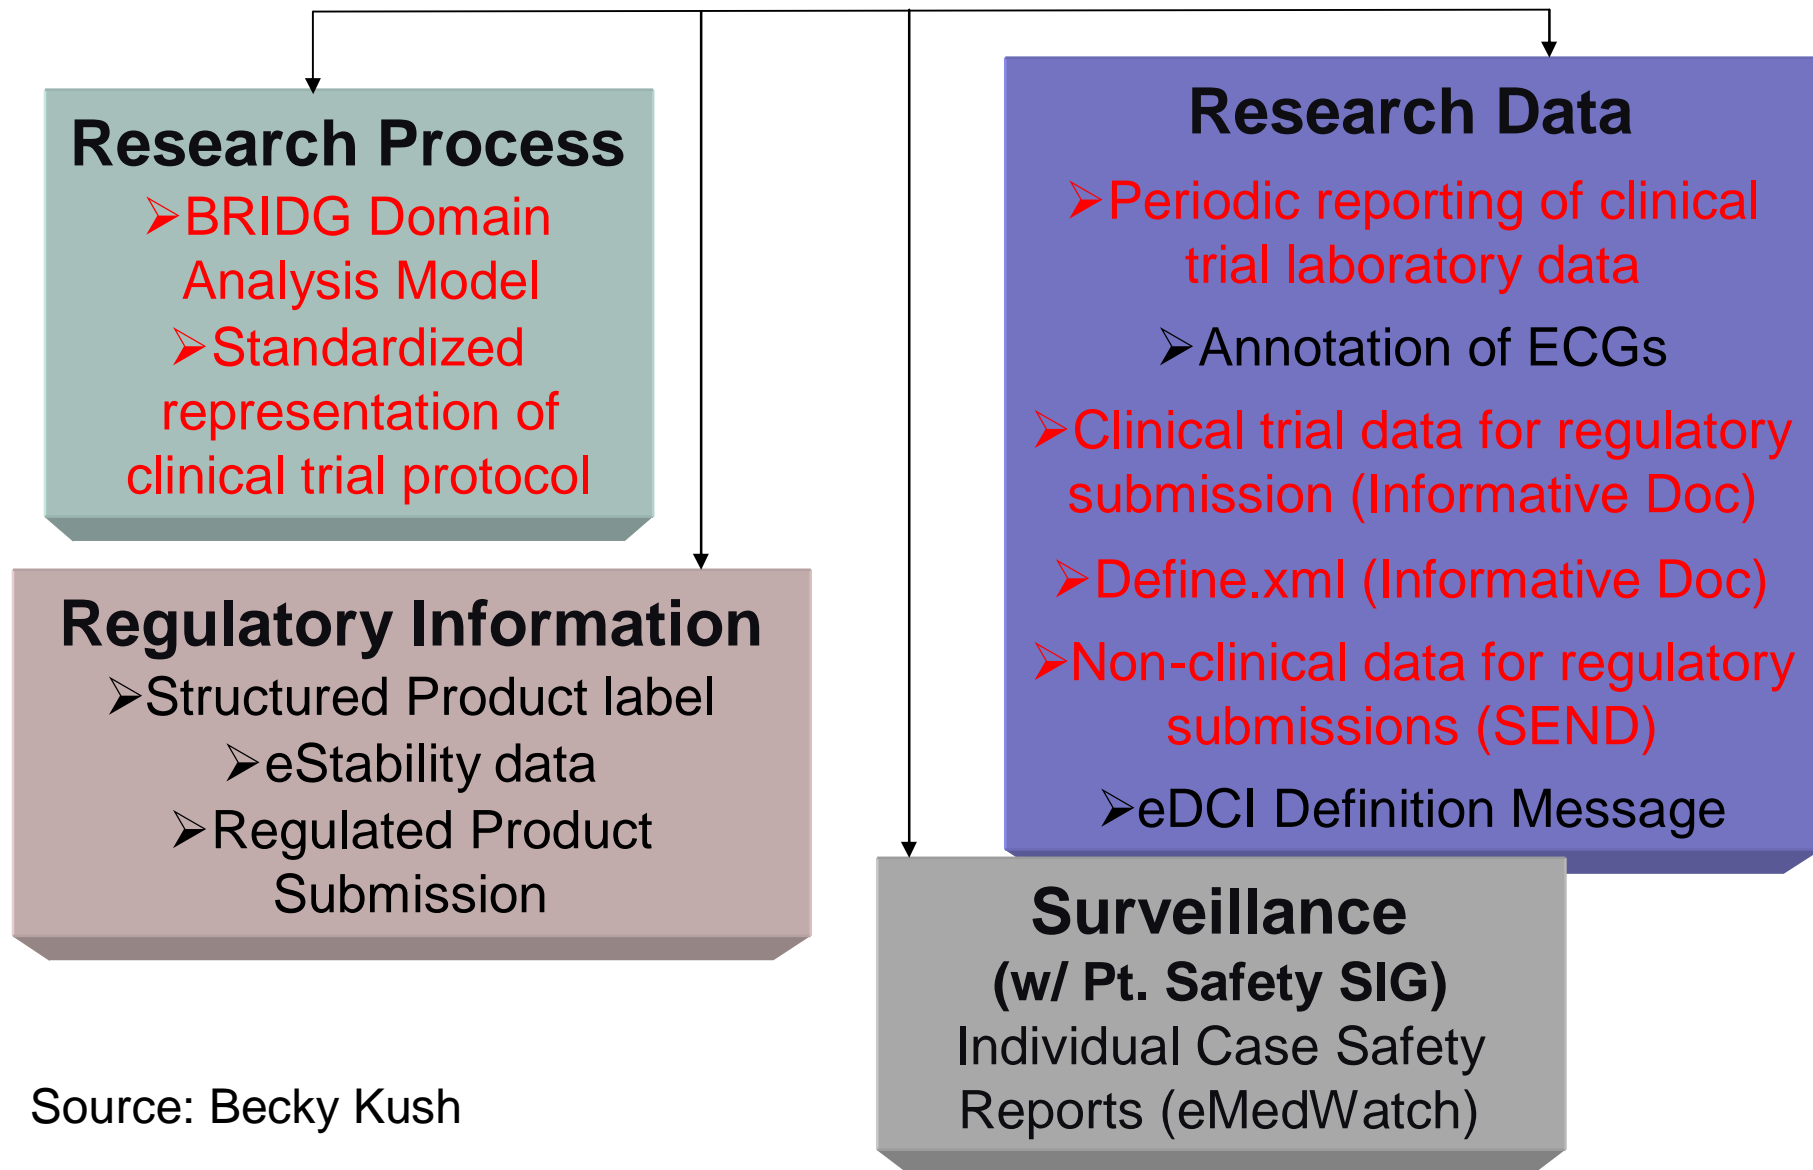 Research Process
➢BRIDG Domain
Analysis Model
➢Standardized
representation of
clinical trial protocol
Regulatory Information
➢Structured Product label
➢eStability data
➢Regulated Product
Submission
Research Data
➢Periodic reporting of clinical
trial laboratory data
➢Annotation of ECGs
➢Clinical trial data for regulatory
submission (Informative Doc)
➢Define.xml (Informative Doc)
➢Non-clinical data for regulatory
submissions (SEND)
➢eDCI Definition Message
Surveillance
(w/ Pt. Safety SIG)
Individual Case Safety
Reports (eMedWatch)
Source: Becky Kush